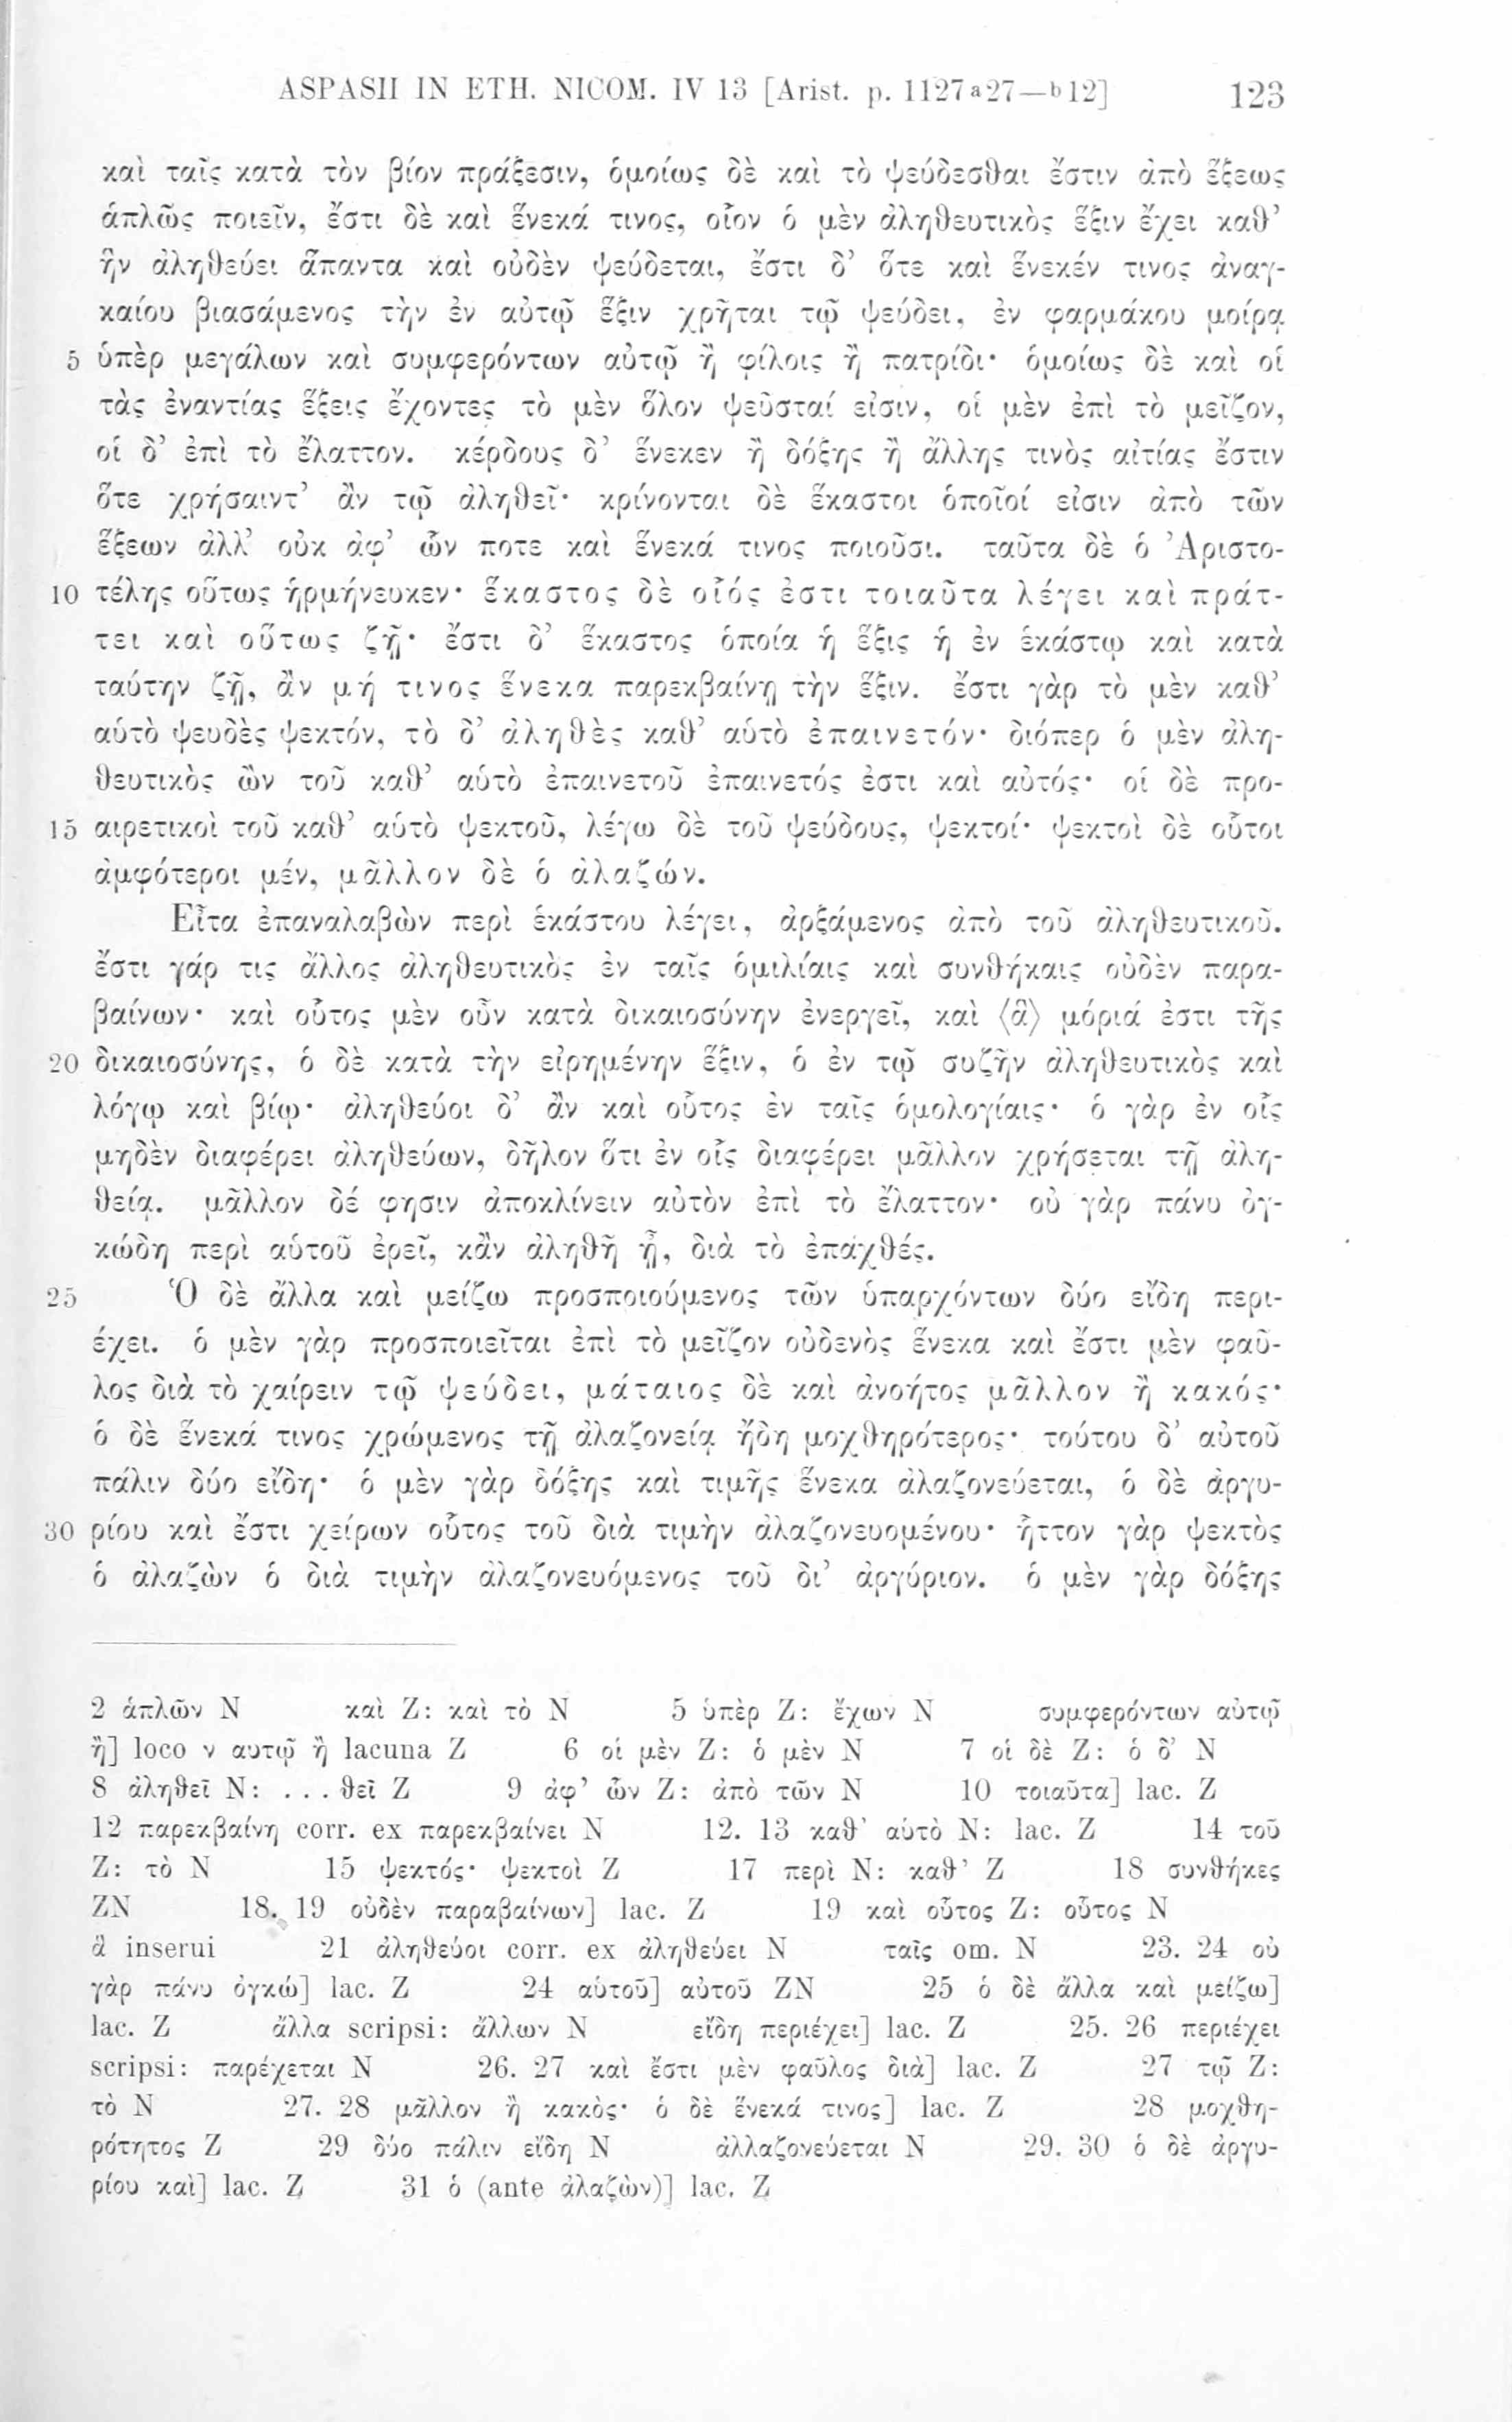 ASPASII IN ETH. NICOM. IV 13 [Arist. p. 1127a27—b12] 123
καὶ ταῖς κατὰ τὸν βίον πράξεσιν, ὁμοίως δὲ καὶ τὸ ψεύδεσθαι ἔστιν ἀπὸ ἕξεως
ἁπλῶς ποιεῖν, ἔστι δὲ καὶ ἕνεκά τινος, οἷον ὁ μὲν ἀληθευτικὸς ἕξιν ἔχει καθ’
ἣν ἀληθεύει ἅπαντα καὶ οὐδὲν ψεύδεται, ἔστι δ’ ὅτε καὶ ἕνεκέν τινος ἀναγ-
καίου βιασάμενος τὴν ἐν αὐτῷ ἕξιν χρῆται τῷ ψεύδει, ἐν φαρμάκου μοίρᾳ
5 ὑπὲρ μεγάλων καὶ συμφερόντων αὐτῷ ἢ φίλοις ἢ πατρίδι· ὁμοίως δὲ καὶ οἱ
τὰς ἐναντίας ἕξεις ἔχοντες τὸ μὲν ὅλον ψεῦσταί εἰσιν, οἱ μὲν ἐπὶ τὸ μεῖζον,
οἱ δ’ ἐπὶ τὸ ἔλαττον. κέρδους δ’ ἕνεκεν ἢ δόξης ἢ ἄλλης τινὸς αἰτίας ἔστιν
ὅτε χρήσαιντ’ ἂν τῷ ἀληθεῖ· κρίνονται δὲ ἕκαστοι ὁποῖοί εἰσιν ἀπὸ τῶν
ἕξεων ἀλλ’ οὐκ ἀφ’ ὧν ποτε καὶ ἕνεκά τινος ποιοῦσι. ταῦτα δὲ ὁ Ἀριστο-
10 τέλης οὕτως ἡρμήνευκεν· ἕκαστος δὲ οἷός ἐστι τοιαῦτα λέγει καὶ πράτ-
τει καὶ οὕτως ζῇ· ἔστι δ’ ἕκαστος ὁποία ἡ ἕξις ἡ ἐν ἑκάστῳ καὶ κατὰ
ταύτην ζῇ, ἂν μή τινος ἕνεκα παρεκβαίνῃ τὴν ἕξιν. ἔστι γὰρ τὸ μὲν καθ’
αὑτὸ ψευδὲς ψεκτόν, τὸ δ’ ἀληθὲς καθ’ αὑτὸ ἐπαινετόν· διόπερ ὁ μὲν ἀλη-
θευτικὸς ὢν τοῦ καθ’ αὑτὸ ἐπαινετοῦ ἐπαινετός ἐστι καὶ αὐτός· οἱ δὲ προ-
15 αιρετικοὶ τοῦ καθ’ αὑτὸ ψεκτοῦ, λέγω δὲ τοῦ ψεύδους, ψεκτοί· ψεκτοὶ δὲ οὗτοι
ἀμφότεροι μέν, μᾶλλον δὲ ὁ ἀλαζών.
Εἶτα ἐπαναλαβὼν περὶ ἑκάστου λέγει, ἀρξάμενος ἀπὸ τοῦ ἀληθευτικοῦ.
ἔστι γάρ τις ἄλλος ἀληθευτικὸς ἐν ταῖς ὁμιλίαις καὶ συνθήκαις οὐδὲν παρα-
βαίνων· καὶ οὗτος μὲν οὖν κατὰ δικαιοσύνην ἐνεργεῖ, καὶ ⟨ἃ⟩ μόριά ἐστι τῆς
20 δικαιοσύνης, ὁ δὲ κατὰ τὴν εἰρημένην ἕξιν, ὁ ἐν τῷ συζῆν ἀληθευτικὸς καὶ
λόγῳ καὶ βίῳ· ἀληθεύοι δ’ ἂν καὶ οὗτος ἐν ταῖς ὁμολογίαις· ὁ γὰρ ἐν οἷς
μηδὲν διαφέρει ἀληθεύων, δῆλον ὅτι ἐν οἷς διαφέρει μᾶλλον χρήσεται τῇ ἀλη-
θείᾳ. μᾶλλον δέ φησιν ἀποκλίνειν αὐτὸν ἐπὶ τὸ ἔλαττον· οὐ γὰρ πάνυ ὀγ-
κώδη περὶ αὑτοῦ ἐρεῖ, κἂν ἀληθῆ ᾖ, διὰ τὸ ἐπαχθές.
25 Ὁ δὲ ἄλλα καὶ μείζω προσποιούμενος τῶν ὑπαρχόντων δύο εἴδη περι-
έχει. ὁ μὲν γὰρ προσποιεῖται ἐπὶ τὸ μεῖζον οὐδενὸς ἕνεκα καὶ ἔστι μὲν φαῦ-
λος διὰ τὸ χαίρειν τῷ ψεύδει, μάταιος δὲ καὶ ἀνοήτος μᾶλλον ἢ κακός·
ὁ δὲ ἕνεκά τινος χρώμενος τῇ ἀλαζονείᾳ ἤδη μοχθηρότερος· τούτου δ’ αὐτοῦ
πάλιν δύο εἴδη· ὁ μὲν γὰρ δόξης καὶ τιμῆς ἕνεκα ἀλαζονεύεται, ὁ δὲ ἀργυ-
30 ρίου καὶ ἔστι χείρων οὗτος τοῦ διὰ τιμὴν ἀλαζονευομένου· ἧττον γὰρ ψεκτὸς
ὁ ἀλαζὼν ὁ διὰ τιμὴν ἀλαζονευόμενος τοῦ δι’ ἀργύριον. ὁ μὲν γὰρ δόξης
2 ἁπλῶν N καὶ Z: καὶ τὸ N 5 ὑπὲρ Z: ἔχων N συμφερόντων αὐτῷ
ἢ] loco ν αυτῷ ἢ lacuna Z 6 οἱ μὲν Z: ὁ μὲν N 7 οἱ δὲ Z: ὁ δ’ N
8 ἀληθεῖ N: . . . θεῖ Z 9 ἀφ’ ὧν Z: ἀπὸ τῶν N 10 τοιαῦτα] lac. Z
12 παρεκβαίνη corr. ex παρεκβαίνει N 12. 13 καθ’ αὑτὸ N: lac. Z 14 τοῦ
Z: τὸ N 15 ψεκτός· ψεκτοὶ Z 17 περὶ N: καθ’ Z 18 συνθήκες
ZN 18. 19 οὐδὲν παραβαίνων] lac. Z 19 καὶ οὗτος Z: οὗτος N
ἃ inserui 21 ἀληθεύοι corr. ex ἀληθεύει N ταῖς om. N 23. 24 οὐ
γὰρ πάνυ ὀγκώ] lac. Z 24 αὑτοῦ] αὐτοῦ ZN 25 ὁ δὲ ἄλλα καὶ μείζω]
lac. Z ἄλλα scripsi: ἄλλων N εἴδη περιέχει] lac. Z 25. 26 περιέχει
scripsi: παρέχεται N 26. 27 καὶ ἔστι μὲν φαῦλος διὰ] lac. Z 27 τῷ Z:
τὸ N 27. 28 μᾶλλον ἢ κακὸς· ὁ δὲ ἕνεκά τινος] lac. Z 28 μοχθη-
ρότητος Z 29 δύο πάλιν εἴδη N ἀλλαζονεύεται N 29. 30 ὁ δὲ ἀργυ-
ρίου καὶ] lac. Z 31 ὁ (ante ἀλαζὼν)] lac. Z